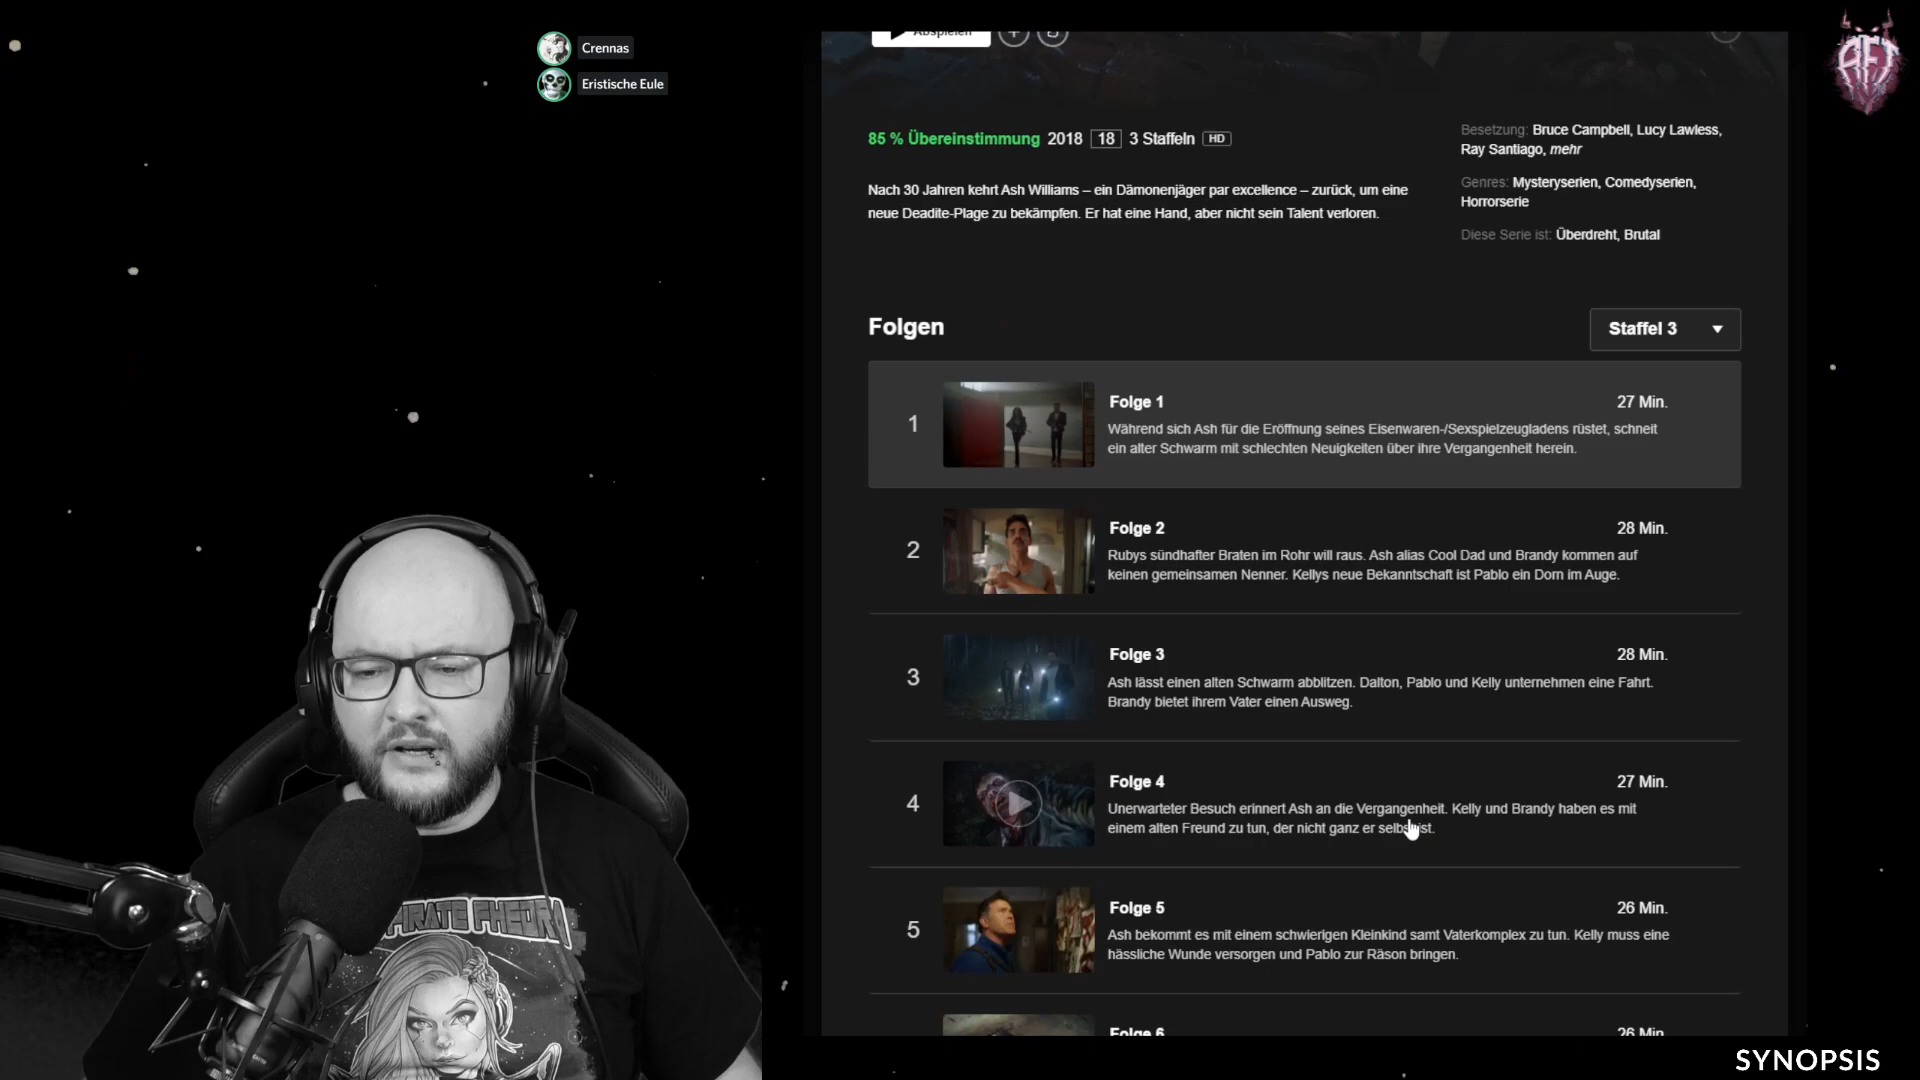 Crennas
Eristische Eule
Abspielen
85 % Übereinstimmung 2018 18 3 Staffeln HD
Nach 30 Jahren kehrt Ash Williams – ein Dämonenjäger par excellence – zurück, um eine
neue Deadite-Plage zu bekämpfen. Er hat eine Hand, aber nicht sein Talent verloren.
Besetzung: Bruce Campbell, Lucy Lawless,
Ray Santiago, mehr
Genres: Mysteryserien, Comedyserien,
Horrorserie
Diese Serie ist: Überdreht, Brutal
Folgen
Staffel 3
1
Folge 1
27 Min.
Während sich Ash für die Eröffnung seines Eisenwaren-/Sexspielzeugladens rüstet, schneit
ein alter Schwarm mit schlechten Neuigkeiten über ihre Vergangenheit herein.
2
Folge 2
28 Min.
Rubys sündhafter Braten im Rohr will raus. Ash alias Cool Dad und Brandy kommen auf
keinen gemeinsamen Nenner. Kellys neue Bekanntschaft ist Pablo ein Dorn im Auge.
3
Folge 3
28 Min.
Ash lässt einen alten Schwarm abblitzen. Dalton, Pablo und Kelly unternehmen eine Fahrt.
Brandy bietet ihrem Vater einen Ausweg.
4
Folge 4
27 Min.
Unerwarteter Besuch erinnert Ash an die Vergangenheit. Kelly und Brandy haben es mit
einem alten Freund zu tun, der nicht ganz er selbst ist.
5
Folge 5
26 Min.
Ash bekommt es mit einem schwierigen Kleinkind samt Vaterkomplex zu tun. Kelly muss eine
hässliche Wunde versorgen und Pablo zur Räson bringen.
Folge 6
26 Min.
AFT
SYNOPSIS